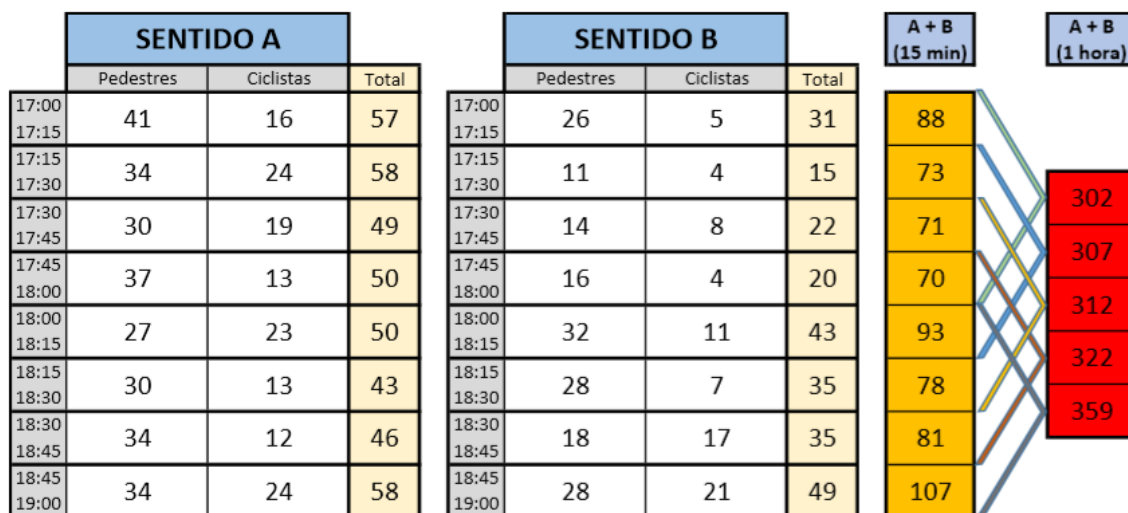 SENTIDO A SENTIDO B A + B A + B
(15 min) (1 hora)
Pedestres Ciclistas Total Pedestres Ciclistas Total
17:00 17:15 41 16 57 17:00 17:15 26 5 31 88
17:15 17:30 34 24 58 17:15 17:30 11 4 15 73
302
17:30 17:45 30 19 49 17:30 17:45 14 8 22 71
307
17:45 18:00 37 13 50 17:45 18:00 16 4 20 70
312
18:00 18:15 27 23 50 18:00 18:15 32 11 43 93
322
18:15 18:30 30 13 43 18:15 18:30 28 7 35 78
359
18:30 18:45 34 12 46 18:30 18:45 18 17 35 81
18:45 19:00 34 24 58 18:45 19:00 28 21 49 107